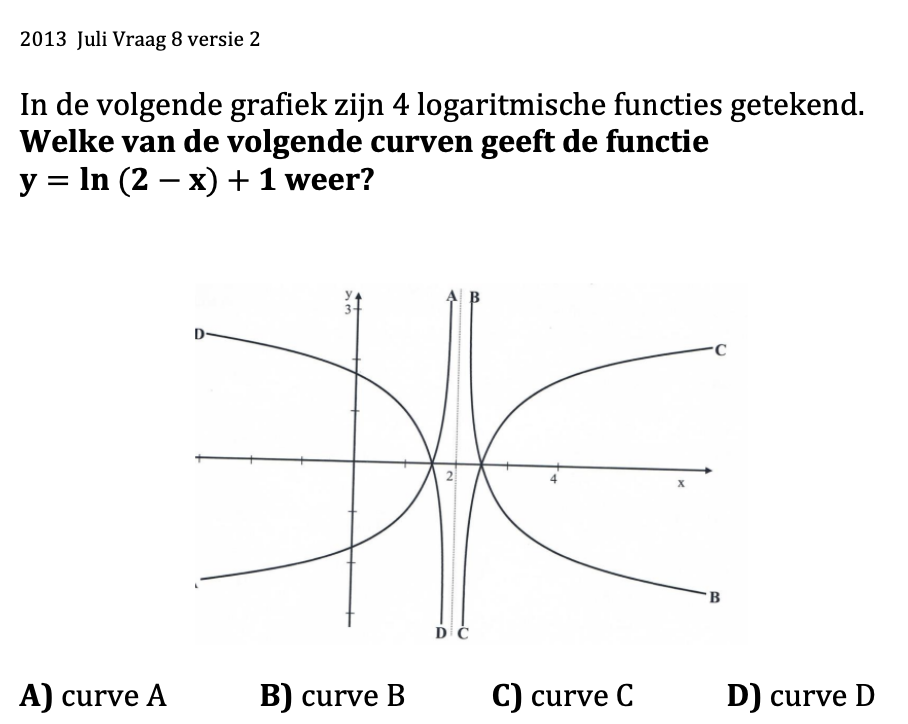 2013 Juli Vraag 8 versie 2
In de volgende grafiek zijn 4 logaritmische functies getekend.
Welke van de volgende curven geeft de functie
y = ln (2 – x) + 1 weer?
y
A B
3
D
C
2
4
x
B
D C
A) curve A B) curve B C) curve C D) curve D